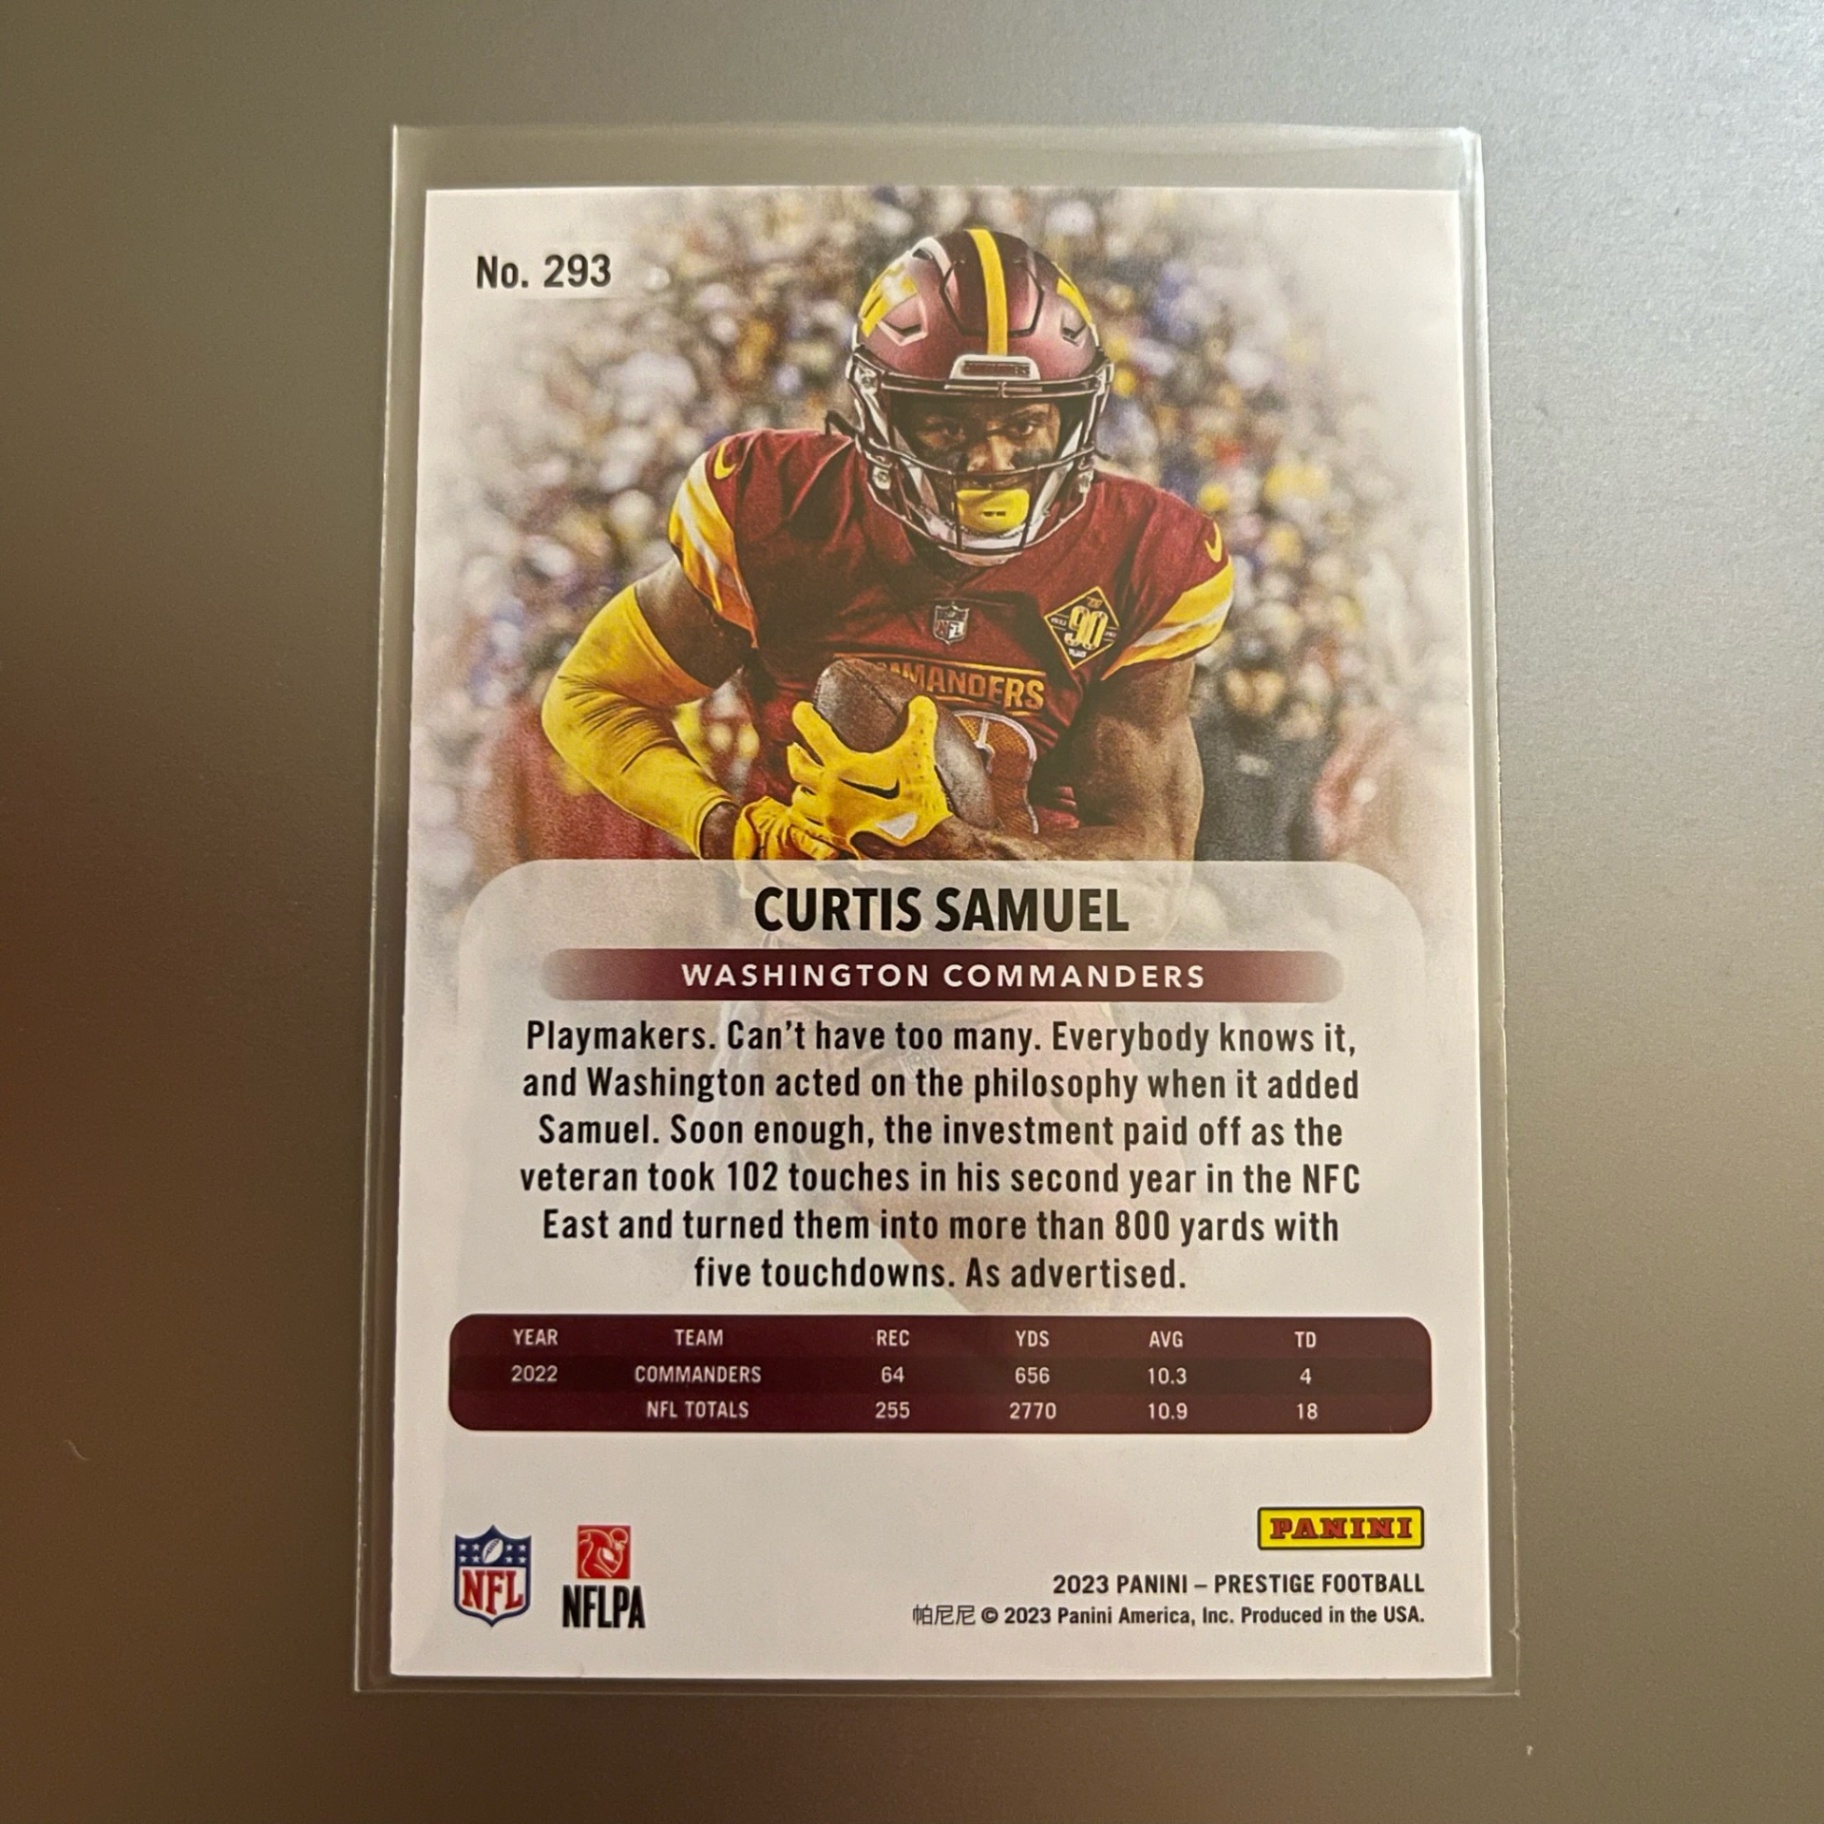 No. 293
90
YEARS
NFL
MANDERS
CURTIS SAMUEL
WASHINGTON COMMANDERS
Playmakers. Can't have too many. Everybody knows it,
and Washington acted on the philosophy when it added
Samuel. Soon enough, the investment paid off as the
veteran took 102 touches in his second year in the NFC
East and turned them into more than 800 yards with
five touchdowns. As advertised.
YEAR TEAM REC YDS AVG TD
2022 COMMANDERS 64 656 10.3 4
NFL TOTALS 255 2770 10.9 18
PANINI
NFL NFLPA
2023 PANINI – PRESTIGE FOOTBALL
帕尼尼 © 2023 Panini America, Inc. Produced in the USA.